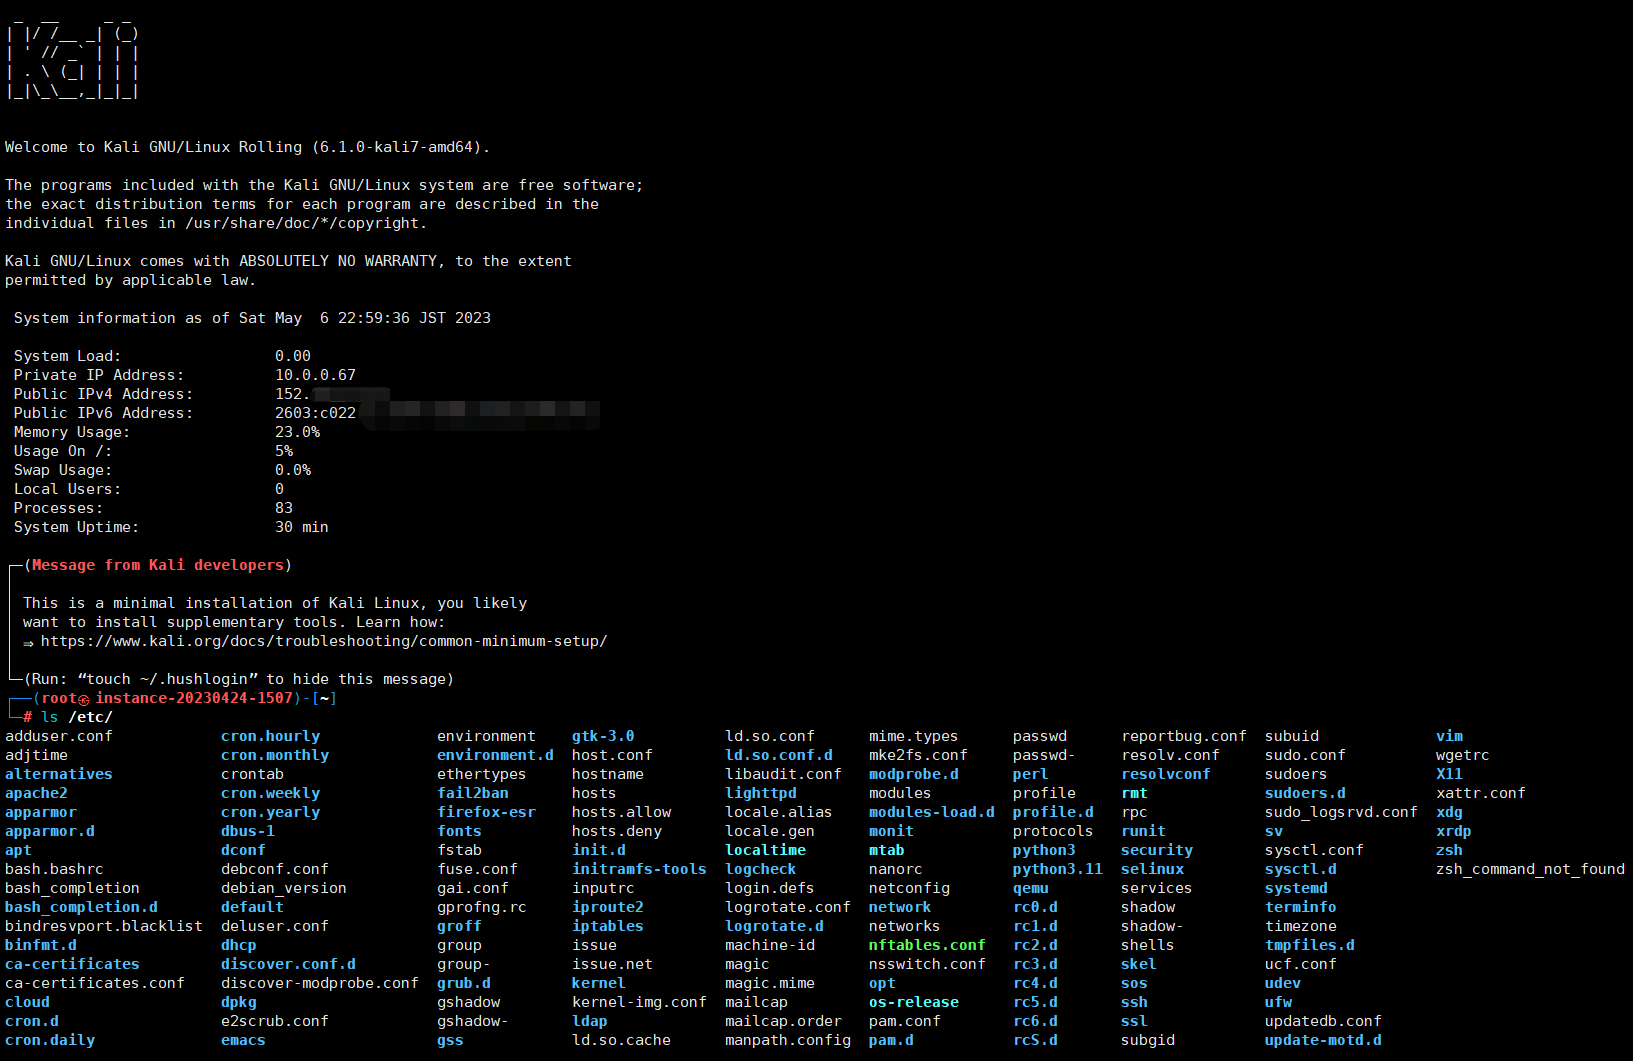 _  __     _ _
| |/ /__ _| (_)
| ' // _` | | |
| . \ (_| | | |
|_|\_\__,_|_|_|
Welcome to Kali GNU/Linux Rolling (6.1.0-kali7-amd64).
The programs included with the Kali GNU/Linux system are free software;
the exact distribution terms for each program are described in the
individual files in /usr/share/doc/*/copyright.
Kali GNU/Linux comes with ABSOLUTELY NO WARRANTY, to the extent
permitted by applicable law.
System information as of Sat May  6 22:59:36 JST 2023
System Load: 0.00
Private IP Address: 10.0.0.67
Public IPv4 Address: 152.
Public IPv6 Address: 2603:c022
Memory Usage: 23.0%
Usage On /: 5%
Swap Usage: 0.0%
Local Users: 0
Processes: 83
System Uptime: 30 min
┌─(Message from Kali developers)
│ This is a minimal installation of Kali Linux, you likely
│ want to install supplementary tools. Learn how:
│ ⇒ https://www.kali.org/docs/troubleshooting/common-minimum-setup/
└─(Run: “touch ~/.hushlogin” to hide this message)
┌──(root㉿instance-20230424-1507)-[~]
└─# ls /etc/
adduser.conf cron.hourly environment gtk-3.0 ld.so.conf mime.types passwd reportbug.conf subuid vim
adjtime cron.monthly environment.d host.conf ld.so.conf.d mke2fs.conf passwd- resolv.conf sudo.conf wgetrc
alternatives crontab ethertypes hostname libaudit.conf modprobe.d perl resolvconf sudoers X11
apache2 cron.weekly fail2ban hosts lighttpd modules profile rmt sudoers.d xattr.conf
apparmor cron.yearly firefox-esr hosts.allow locale.alias modules-load.d profile.d rpc sudo_logsrvd.conf xdg
apparmor.d dbus-1 fonts hosts.deny locale.gen monit protocols runit sv xrdp
apt dconf fstab init.d localtime mtab python3 security sysctl.conf zsh
bash.bashrc debconf.conf fuse.conf initramfs-tools logcheck nanorc python3.11 selinux sysctl.d zsh_command_not_found
bash_completion debian_version gai.conf inputrc login.defs netconfig qemu services systemd
bash_completion.d default gprofng.rc iproute2 logrotate.conf network rc0.d shadow terminfo
bindresvport.blacklist deluser.conf groff iptables logrotate.d networks rc1.d shadow- timezone
binfmt.d dhcp group issue machine-id nftables.conf rc2.d shells tmpfiles.d
ca-certificates discover.conf.d group- issue.net magic nsswitch.conf rc3.d skel ucf.conf
ca-certificates.conf discover-modprobe.conf grub.d kernel magic.mime opt rc4.d sos udev
cloud dpkg gshadow kernel-img.conf mailcap os-release rc5.d ssh ufw
cron.d e2scrub.conf gshadow- ldap mailcap.order pam.conf rc6.d ssl updatedb.conf
cron.daily emacs gss ld.so.cache manpath.config pam.d rcS.d subgid update-motd.d